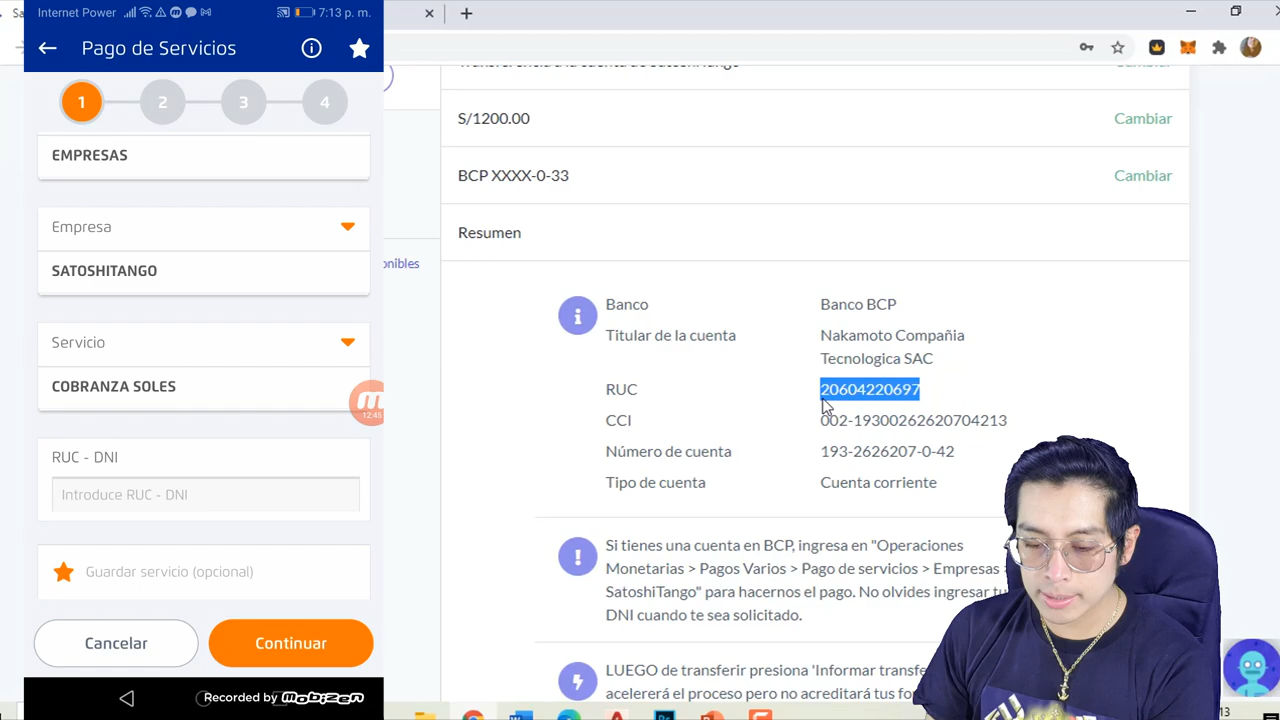 Internet Power 7:13 p. m.
Pago de Servicios
1 2 3 4
EMPRESAS
Empresa
SATOSHITANGO
Servicio
COBRANZA SOLES
12:45
RUC - DNI
Introduce RUC - DNI
Guardar servicio (opcional)
Cancelar Continuar
Recorded by mobizen
onibles
S/1200.00 Cambiar
BCP XXXX-0-33 Cambiar
Resumen
Banco Banco BCP
Titular de la cuenta Nakamoto Compañia
Tecnologica SAC
RUC 20604220697
CCI 002-19300262620704213
Número de cuenta 193-2626207-0-42
Tipo de cuenta Cuenta corriente
Si tienes una cuenta en BCP, ingresa en "Operaciones
Monetarias > Pagos Varios > Pago de servicios > Empresas >
SatoshiTango" para hacernos el pago. No olvides ingresar tu
DNI cuando te sea solicitado.
LUEGO de transferir presiona 'Informar transfe
acelererá el proceso pero no acreditará tus fo